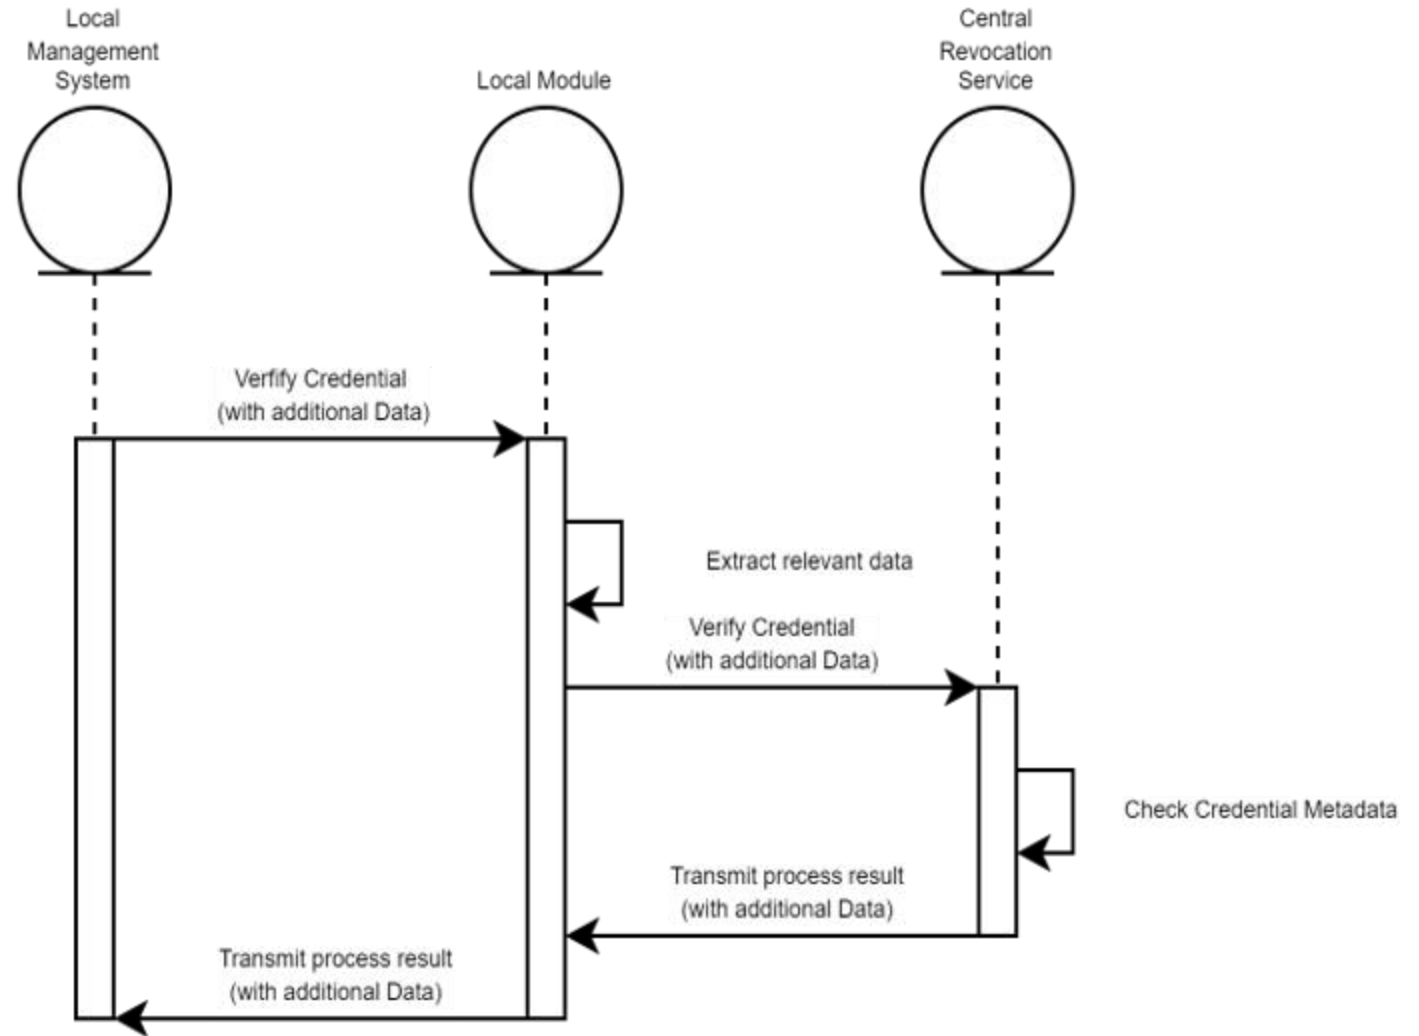 Local
Management
System
Local Module
Central
Revocation
Service
Verfify Credential
(with additional Data)
Extract relevant data
Verify Credential
(with additional Data)
Check Credential Metadata
Transmit process result
(with additional Data)
Transmit process result
(with additional Data)